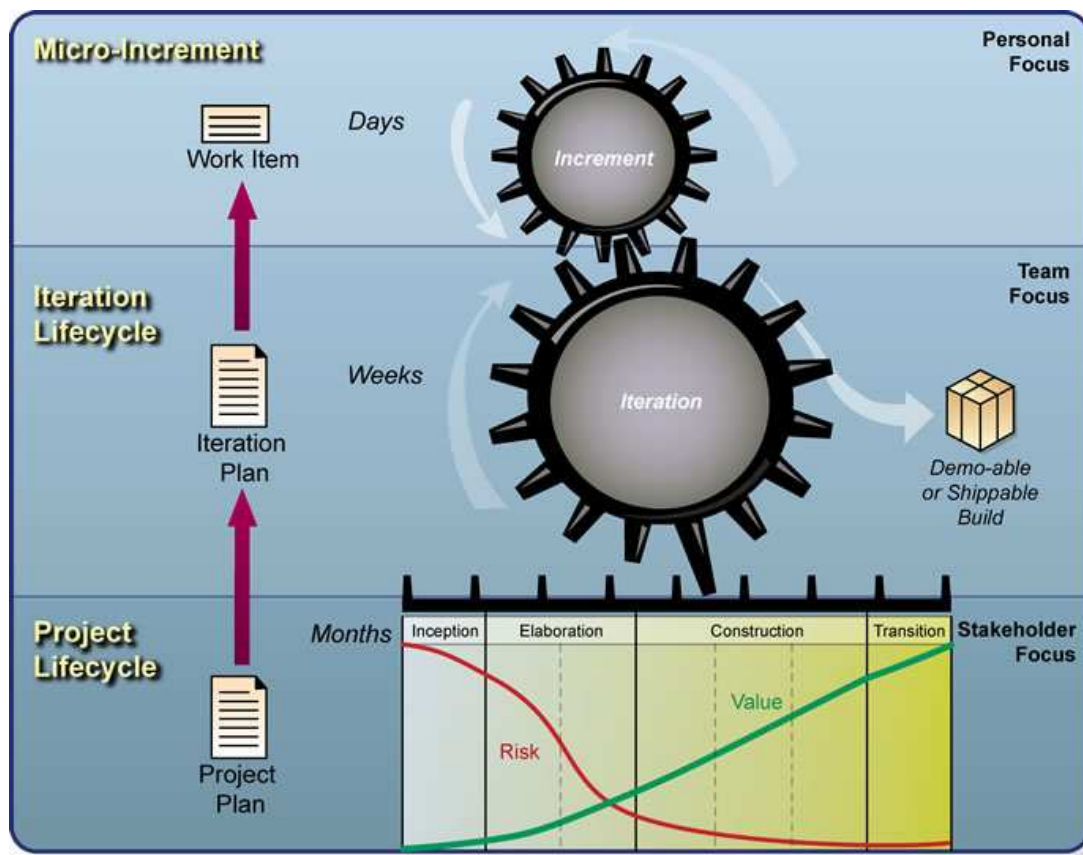 Micro-Increment
Personal
Focus
Days
Work Item
Increment
Iteration
Lifecycle
Team
Focus
Weeks
Iteration
Plan
Iteration
Demo-able
or Shippable
Build
Project
Lifecycle
Months
Inception
Elaboration
Construction
Transition
Stakeholder
Focus
Value
Risk
Project
Plan